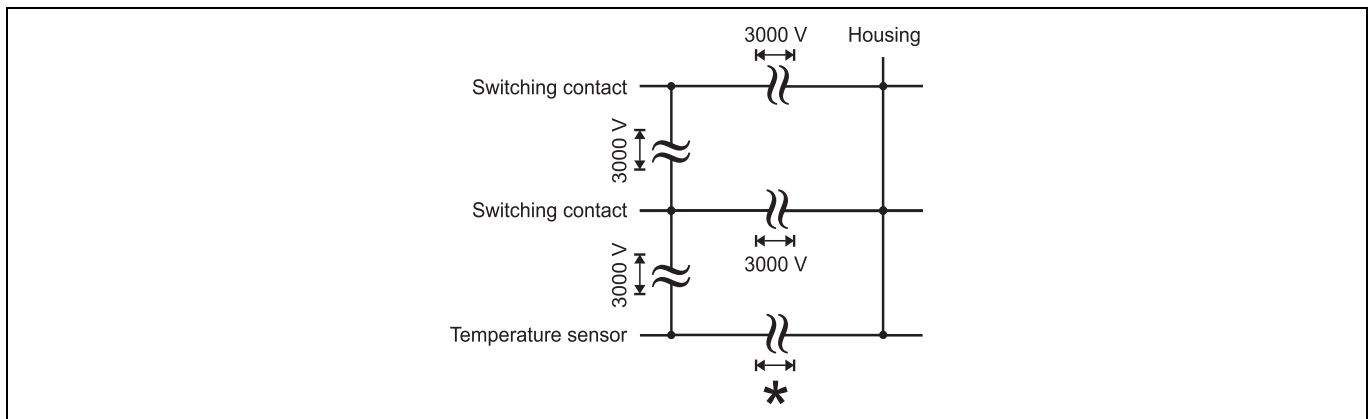 3000 V
Housing
Switching contact
3000 V
Switching contact
3000 V
3000 V
Temperature sensor
*